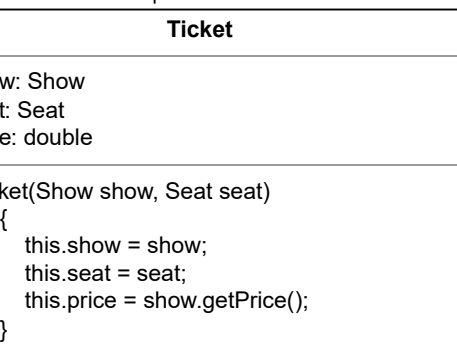 Ticket
w: Show
t: Seat
e: double
ket(Show show, Seat seat)
{
this.show = show;
this.seat = seat;
this.price = show.getPrice();
}